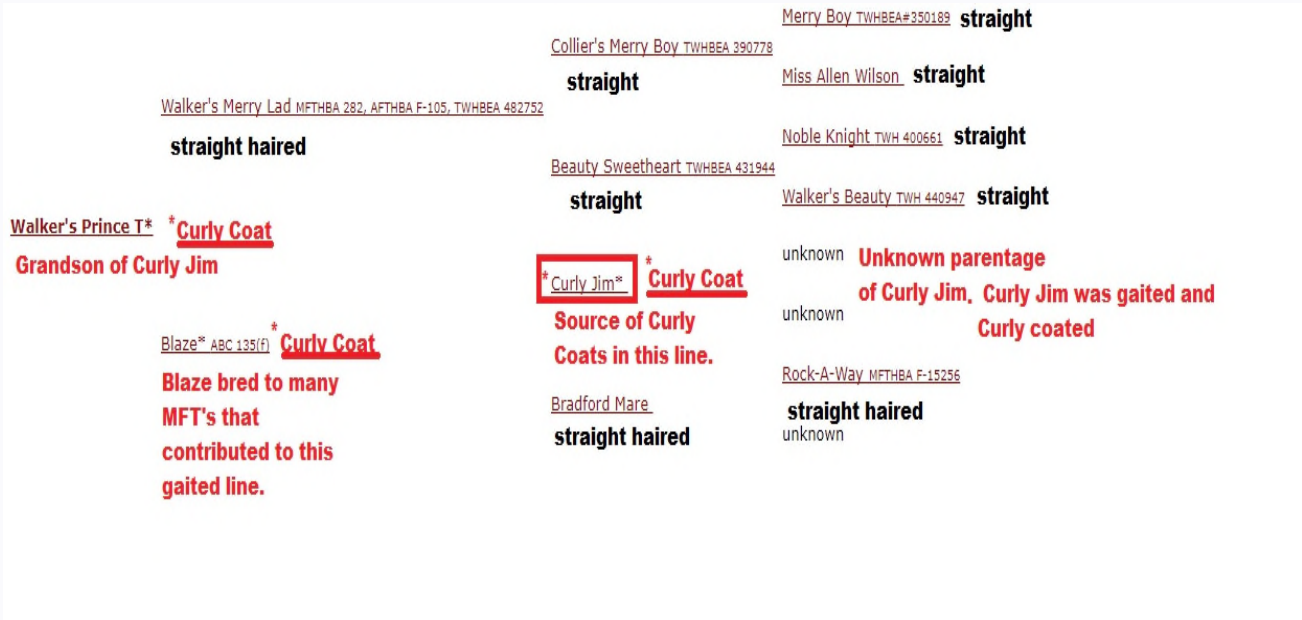 Merry Boy TWHBEA#350189 straight
Collier's Merry Boy TWHBEA 390778
straight
Miss Allen Wilson straight
Walker's Merry Lad MFTHBA 282, AFTHBA F-105, TWHBEA 482752
straight haired
Noble Knight TWH 400661 straight
Beauty Sweetheart TWHBEA 431944
straight
Walker's Beauty TWH 440947 straight
Walker's Prince T* *Curly Coat
Grandson of Curly Jim
unknown Unknown parentage
of Curly Jim. Curly Jim was gaited and
Curly coated
unknown
*Curly Jim* *Curly Coat
Source of Curly
Coats in this line.
Blaze* ABC 135(f) *Curly Coat
Blaze bred to many
MFT's that
contributed to this
gaited line.
Rock-A-Way MFTHBA F-15256
straight haired
Bradford Mare
straight haired
unknown